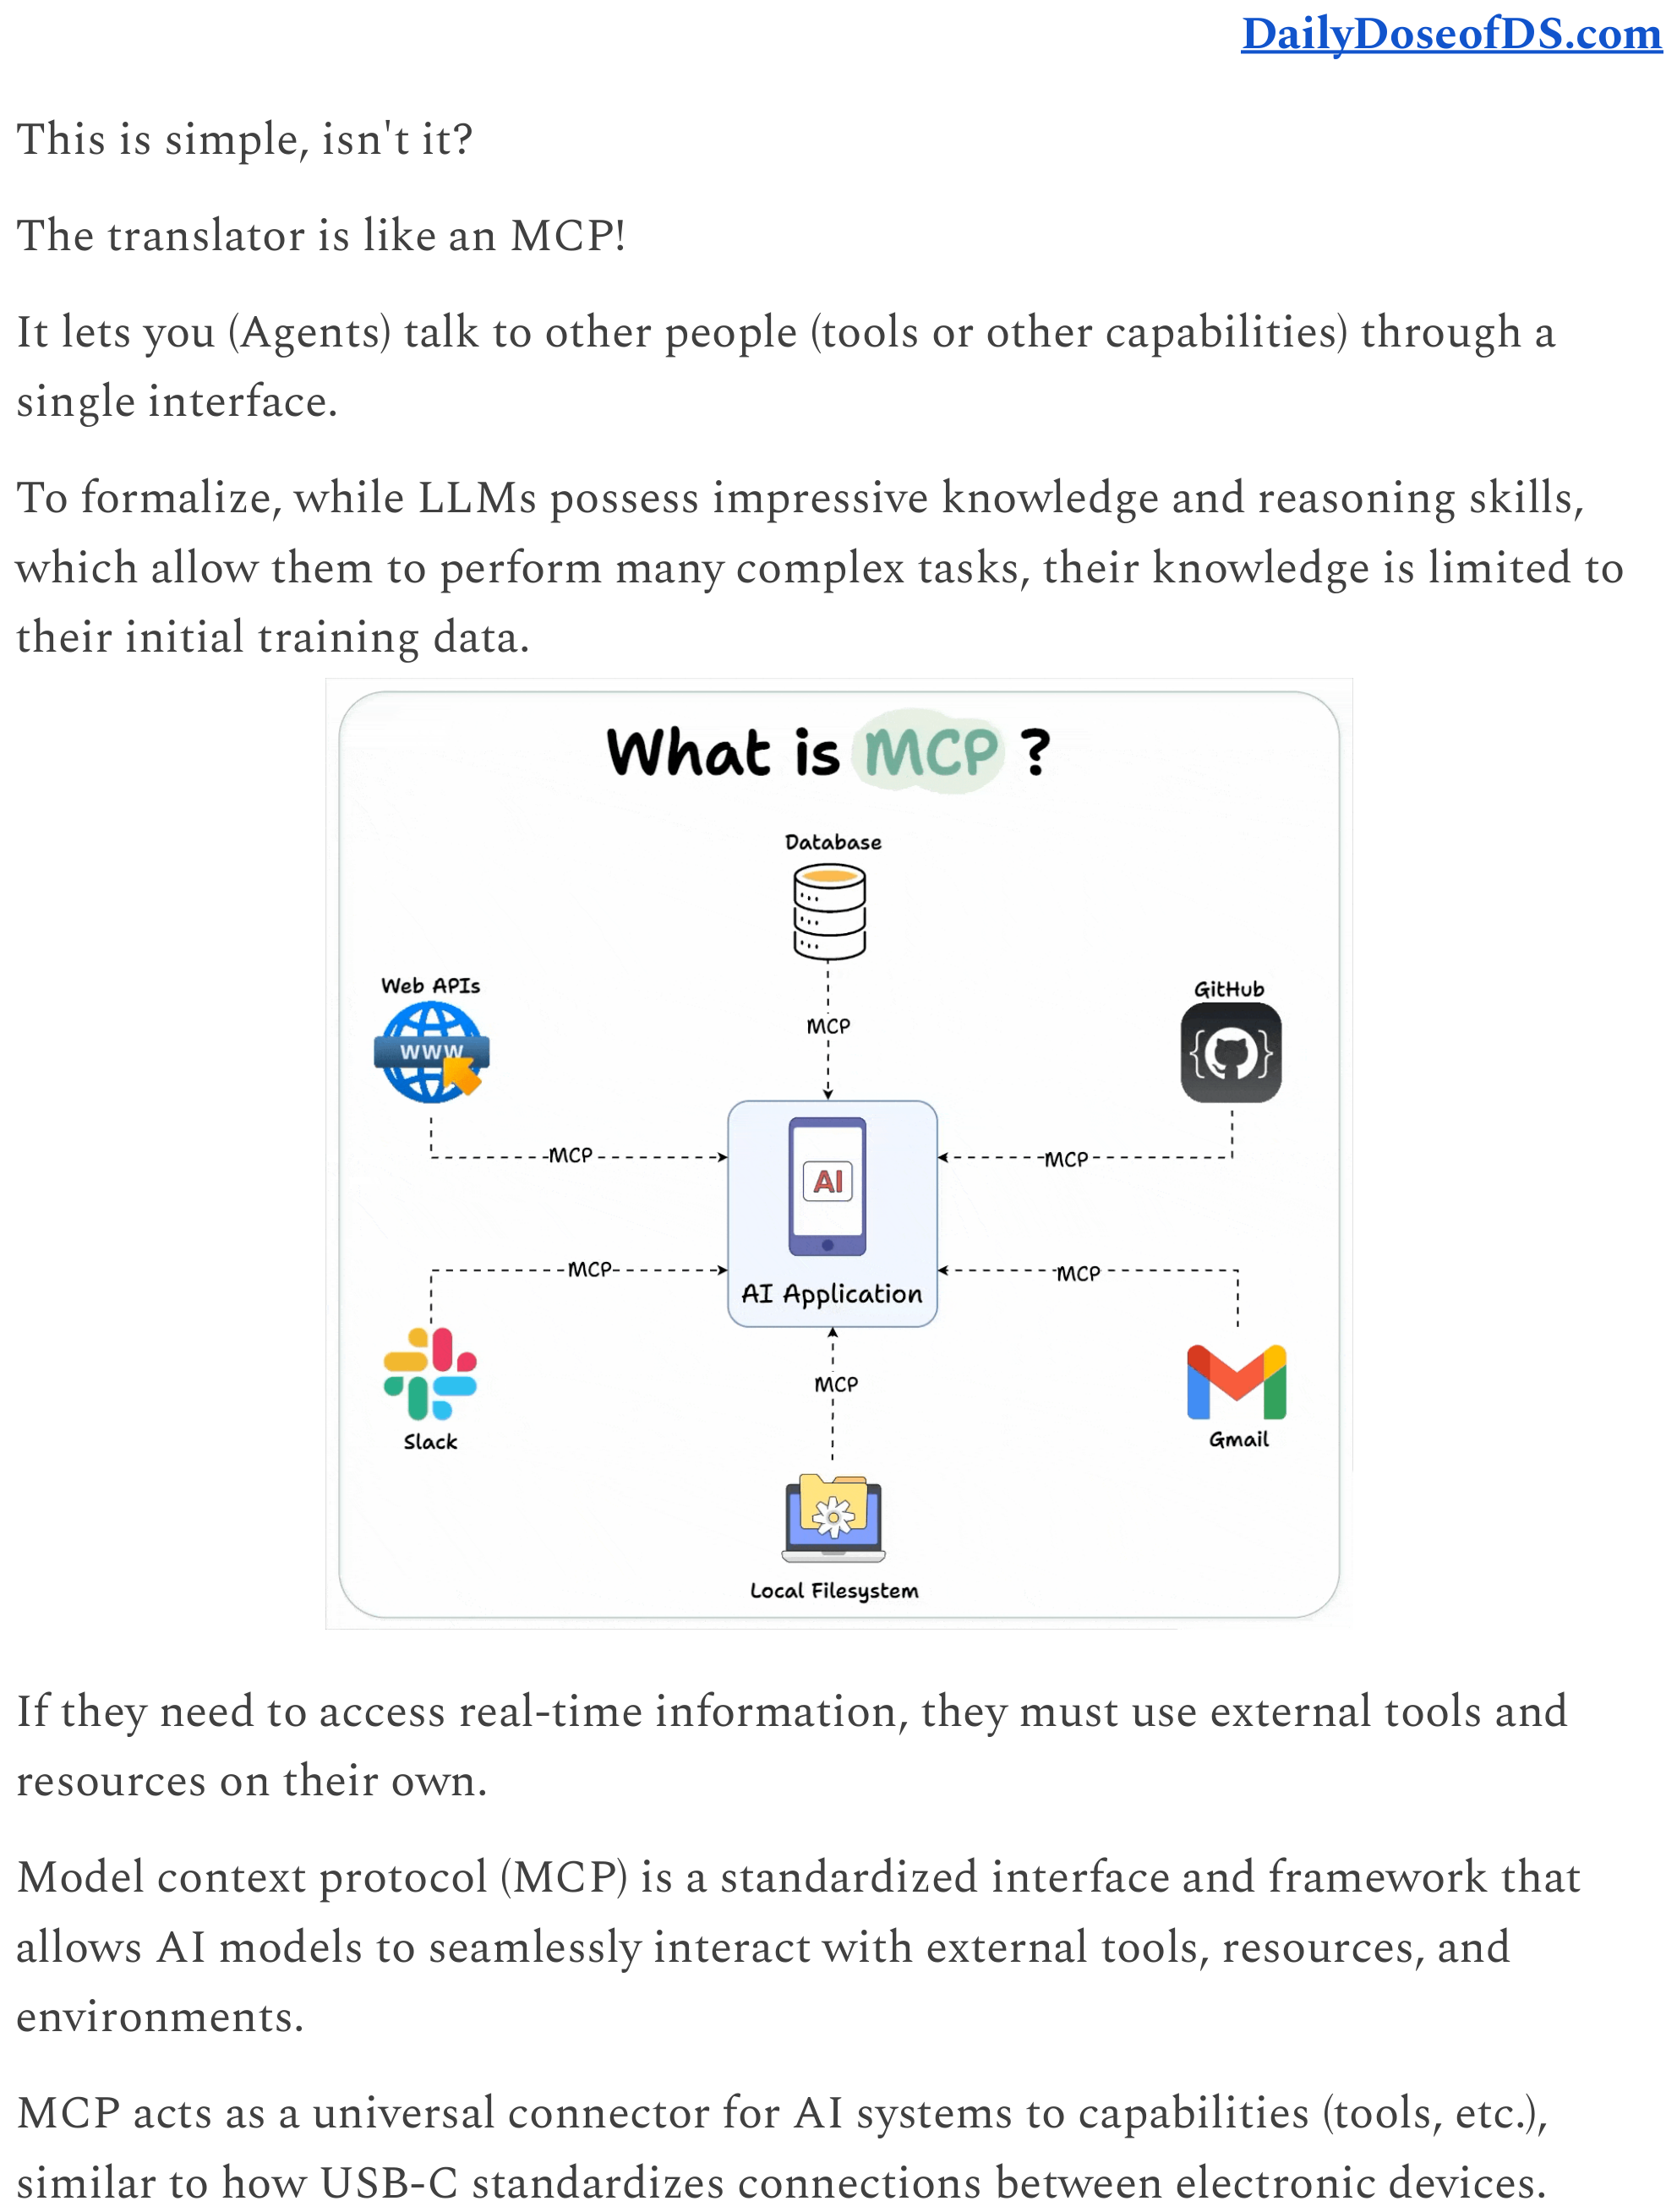 DailyDoseofDS.com
This is simple, isn't it?
The translator is like an MCP!
It lets you (Agents) talk to other people (tools or other capabilities) through a
single interface.
To formalize, while LLMs possess impressive knowledge and reasoning skills,
which allow them to perform many complex tasks, their knowledge is limited to
their initial training data.
What is MCP ?
Database
Web APIs
GitHub
WWW
MCP
MCP
MCP
AI
MCP
MCP
AI Application
MCP
Slack
Gmail
Local Filesystem
If they need to access real-time information, they must use external tools and
resources on their own.
Model context protocol (MCP) is a standardized interface and framework that
allows AI models to seamlessly interact with external tools, resources, and
environments.
MCP acts as a universal connector for AI systems to capabilities (tools, etc.),
similar to how USB-C standardizes connections between electronic devices.